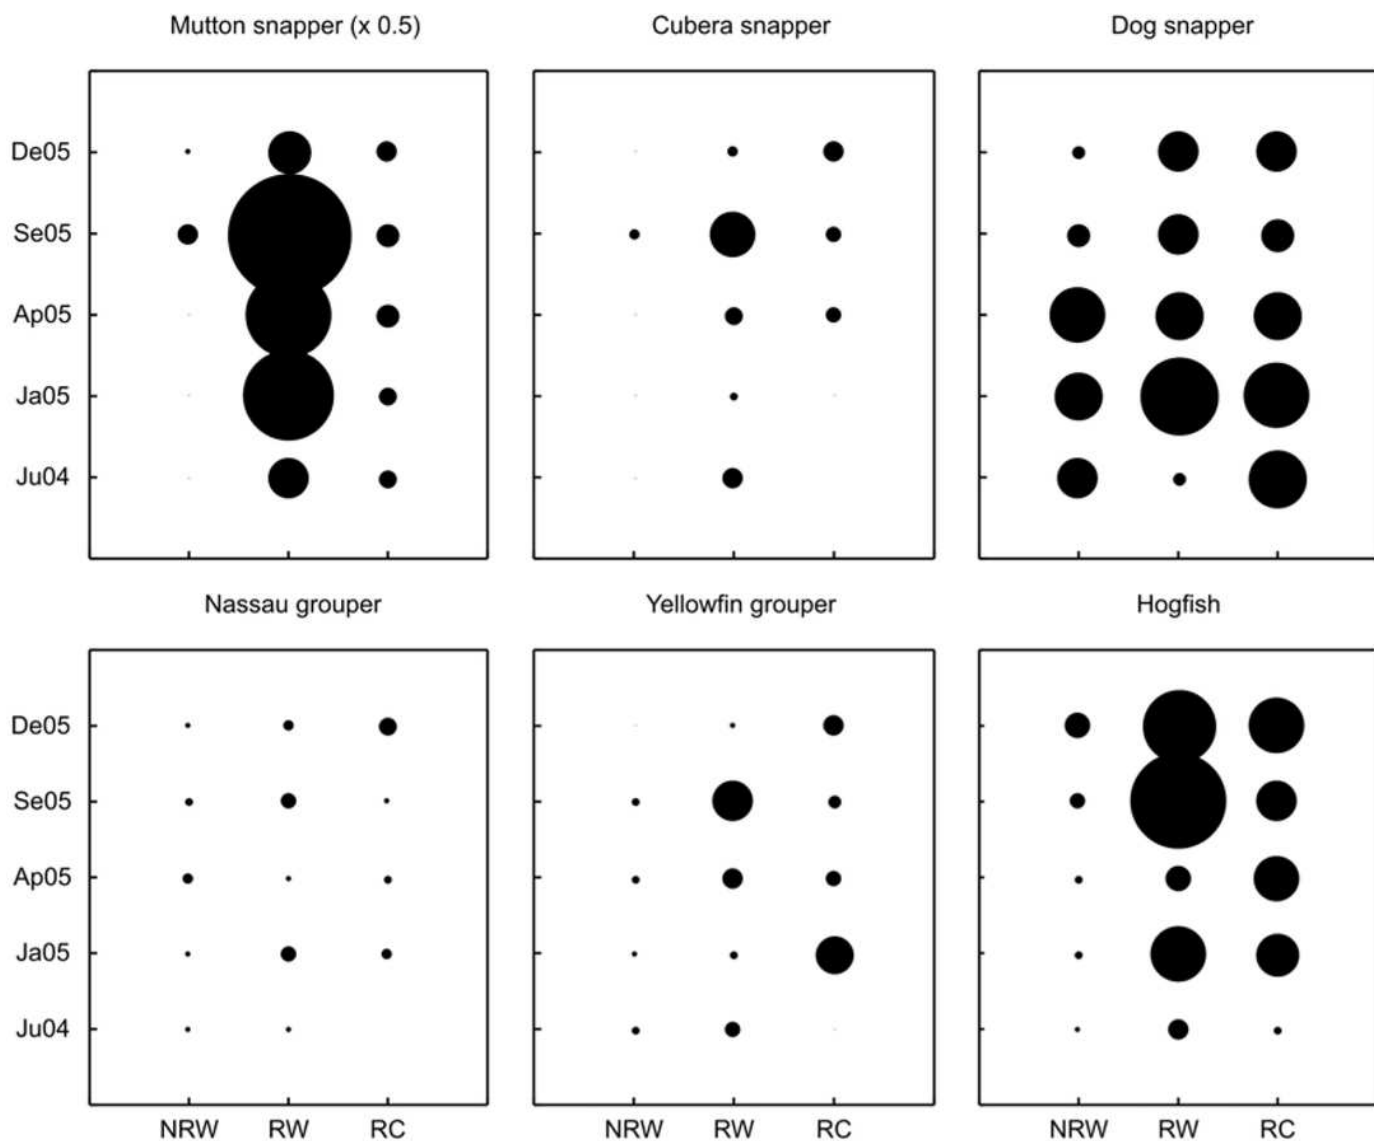 Mutton snapper (x 0.5) Cubera snapper Dog snapper
De05
Se05
Ap05
Ja05
Ju04
Nassau grouper Yellowfin grouper Hogfish
De05
Se05
Ap05
Ja05
Ju04
NRW RW RC NRW RW RC NRW RW RC